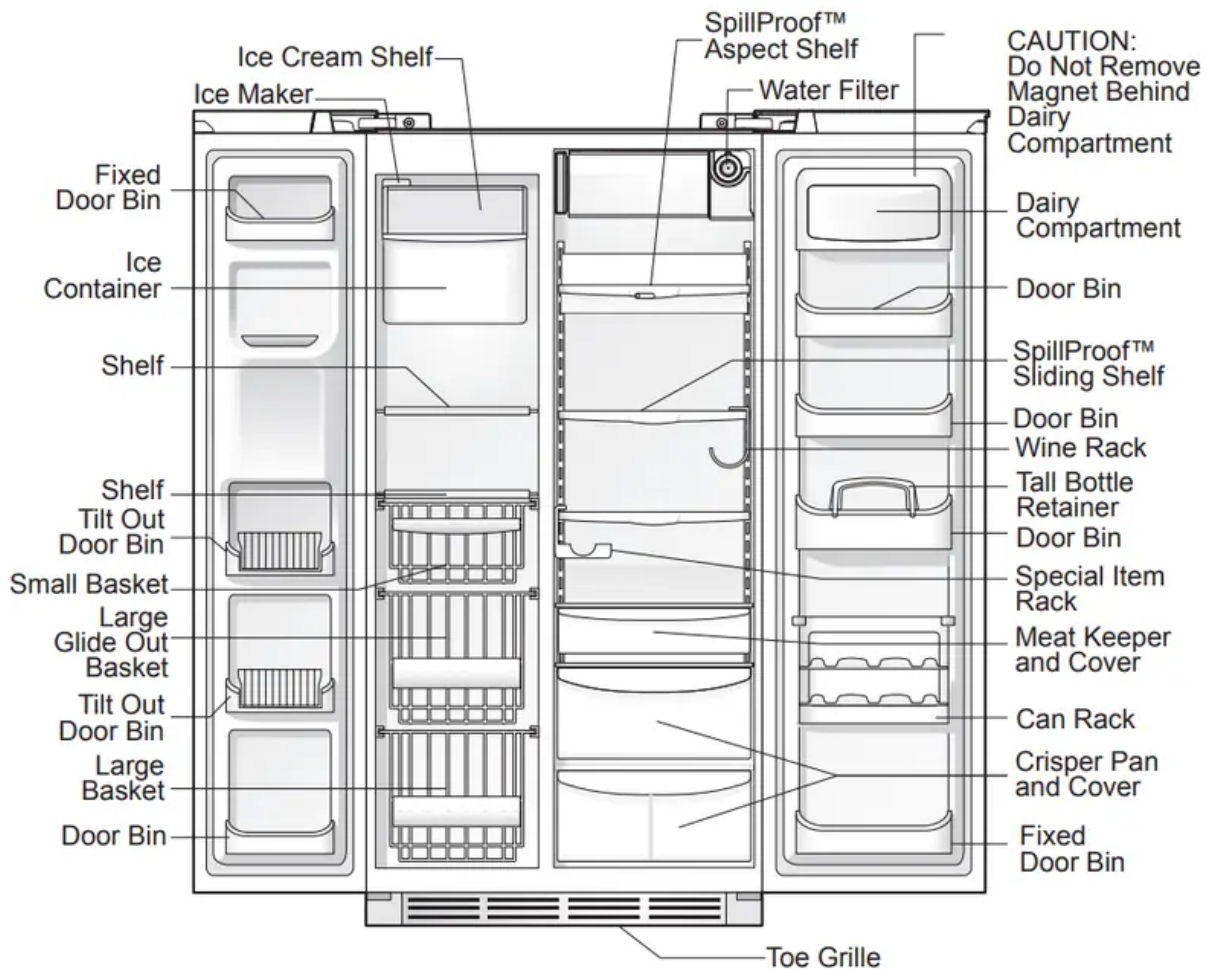 SpillProof™
Aspect Shelf
Ice Cream Shelf
Ice Maker
Water Filter
CAUTION:
Do Not Remove
Magnet Behind
Dairy
Compartment
Fixed
Door Bin
Ice
Container
Shelf
Shelf
Tilt Out
Door Bin
Small Basket
Large
Glide Out
Basket
Tilt Out
Door Bin
Large
Basket
Door Bin
Dairy
Compartment
Door Bin
SpillProof™
Sliding Shelf
Door Bin
Wine Rack
Tall Bottle
Retainer
Door Bin
Special Item
Rack
Meat Keeper
and Cover
Can Rack
Crisper Pan
and Cover
Fixed
Door Bin
Toe Grille